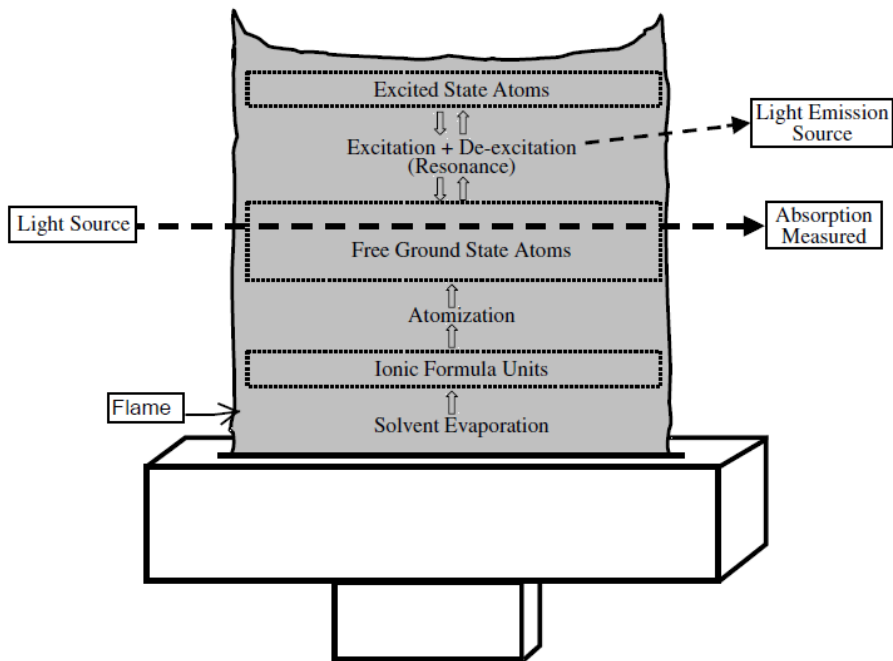 Excited State Atoms
Light Emission
Source
Excitation + De-excitation
(Resonance)
Light Source
Absorption
Measured
Free Ground State Atoms
Atomization
Ionic Formula Units
Flame
Solvent Evaporation